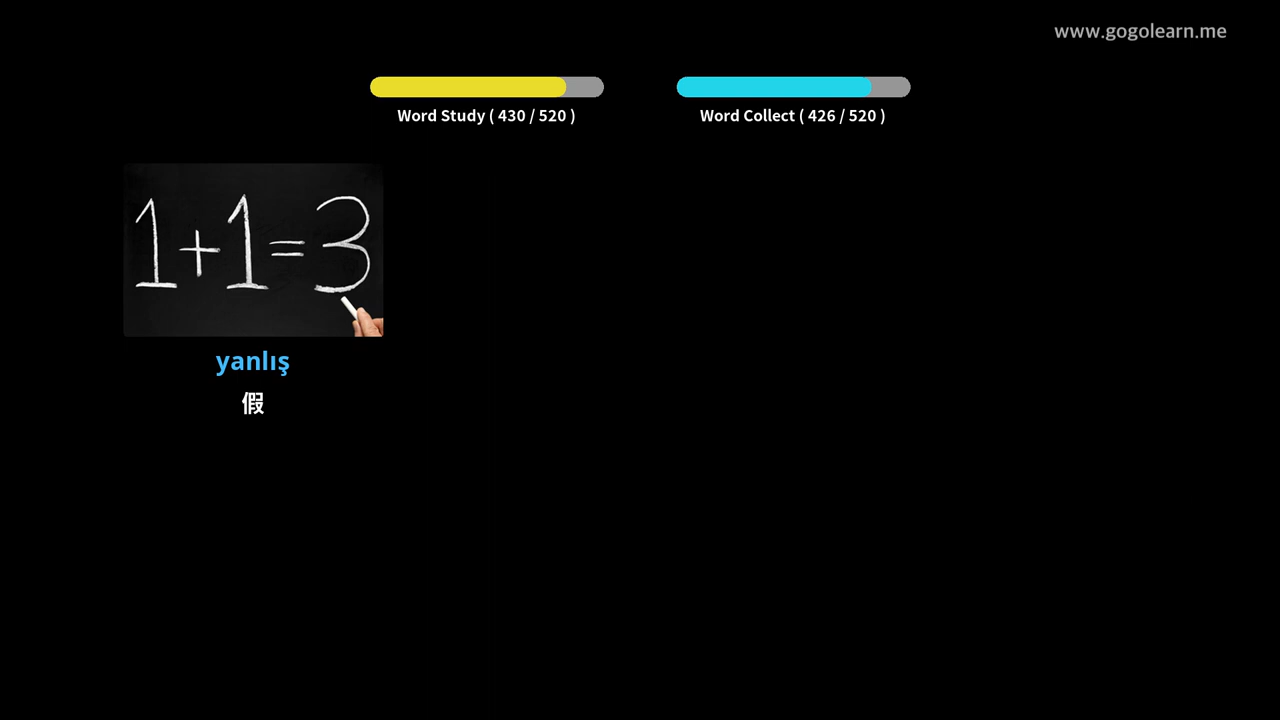 www.gogolearn.me
Word Study ( 430 / 520 )
Word Collect ( 426 / 520 )
1+1=3
yanlış
假